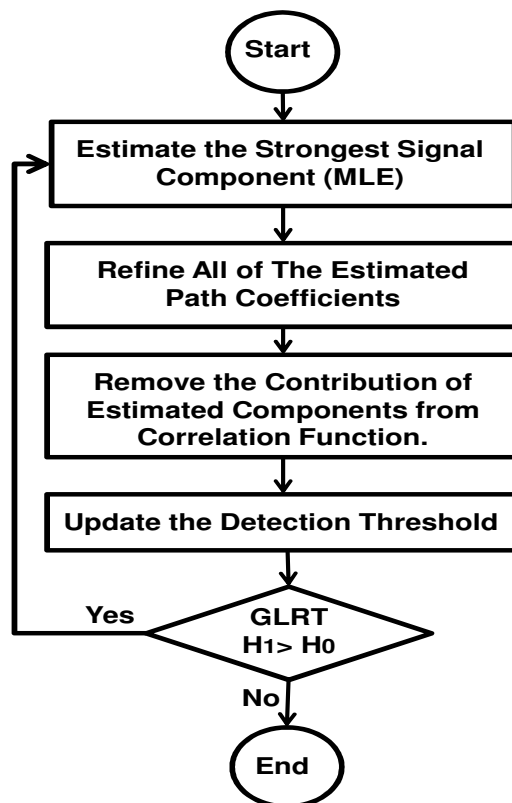 Start
Estimate the Strongest Signal
Component (MLE)
Refine All of The Estimated
Path Coefficients
Remove the Contribution of
Estimated Components from
Correlation Function.
Update the Detection Threshold
Yes
GLRT
H1> H0
No
End